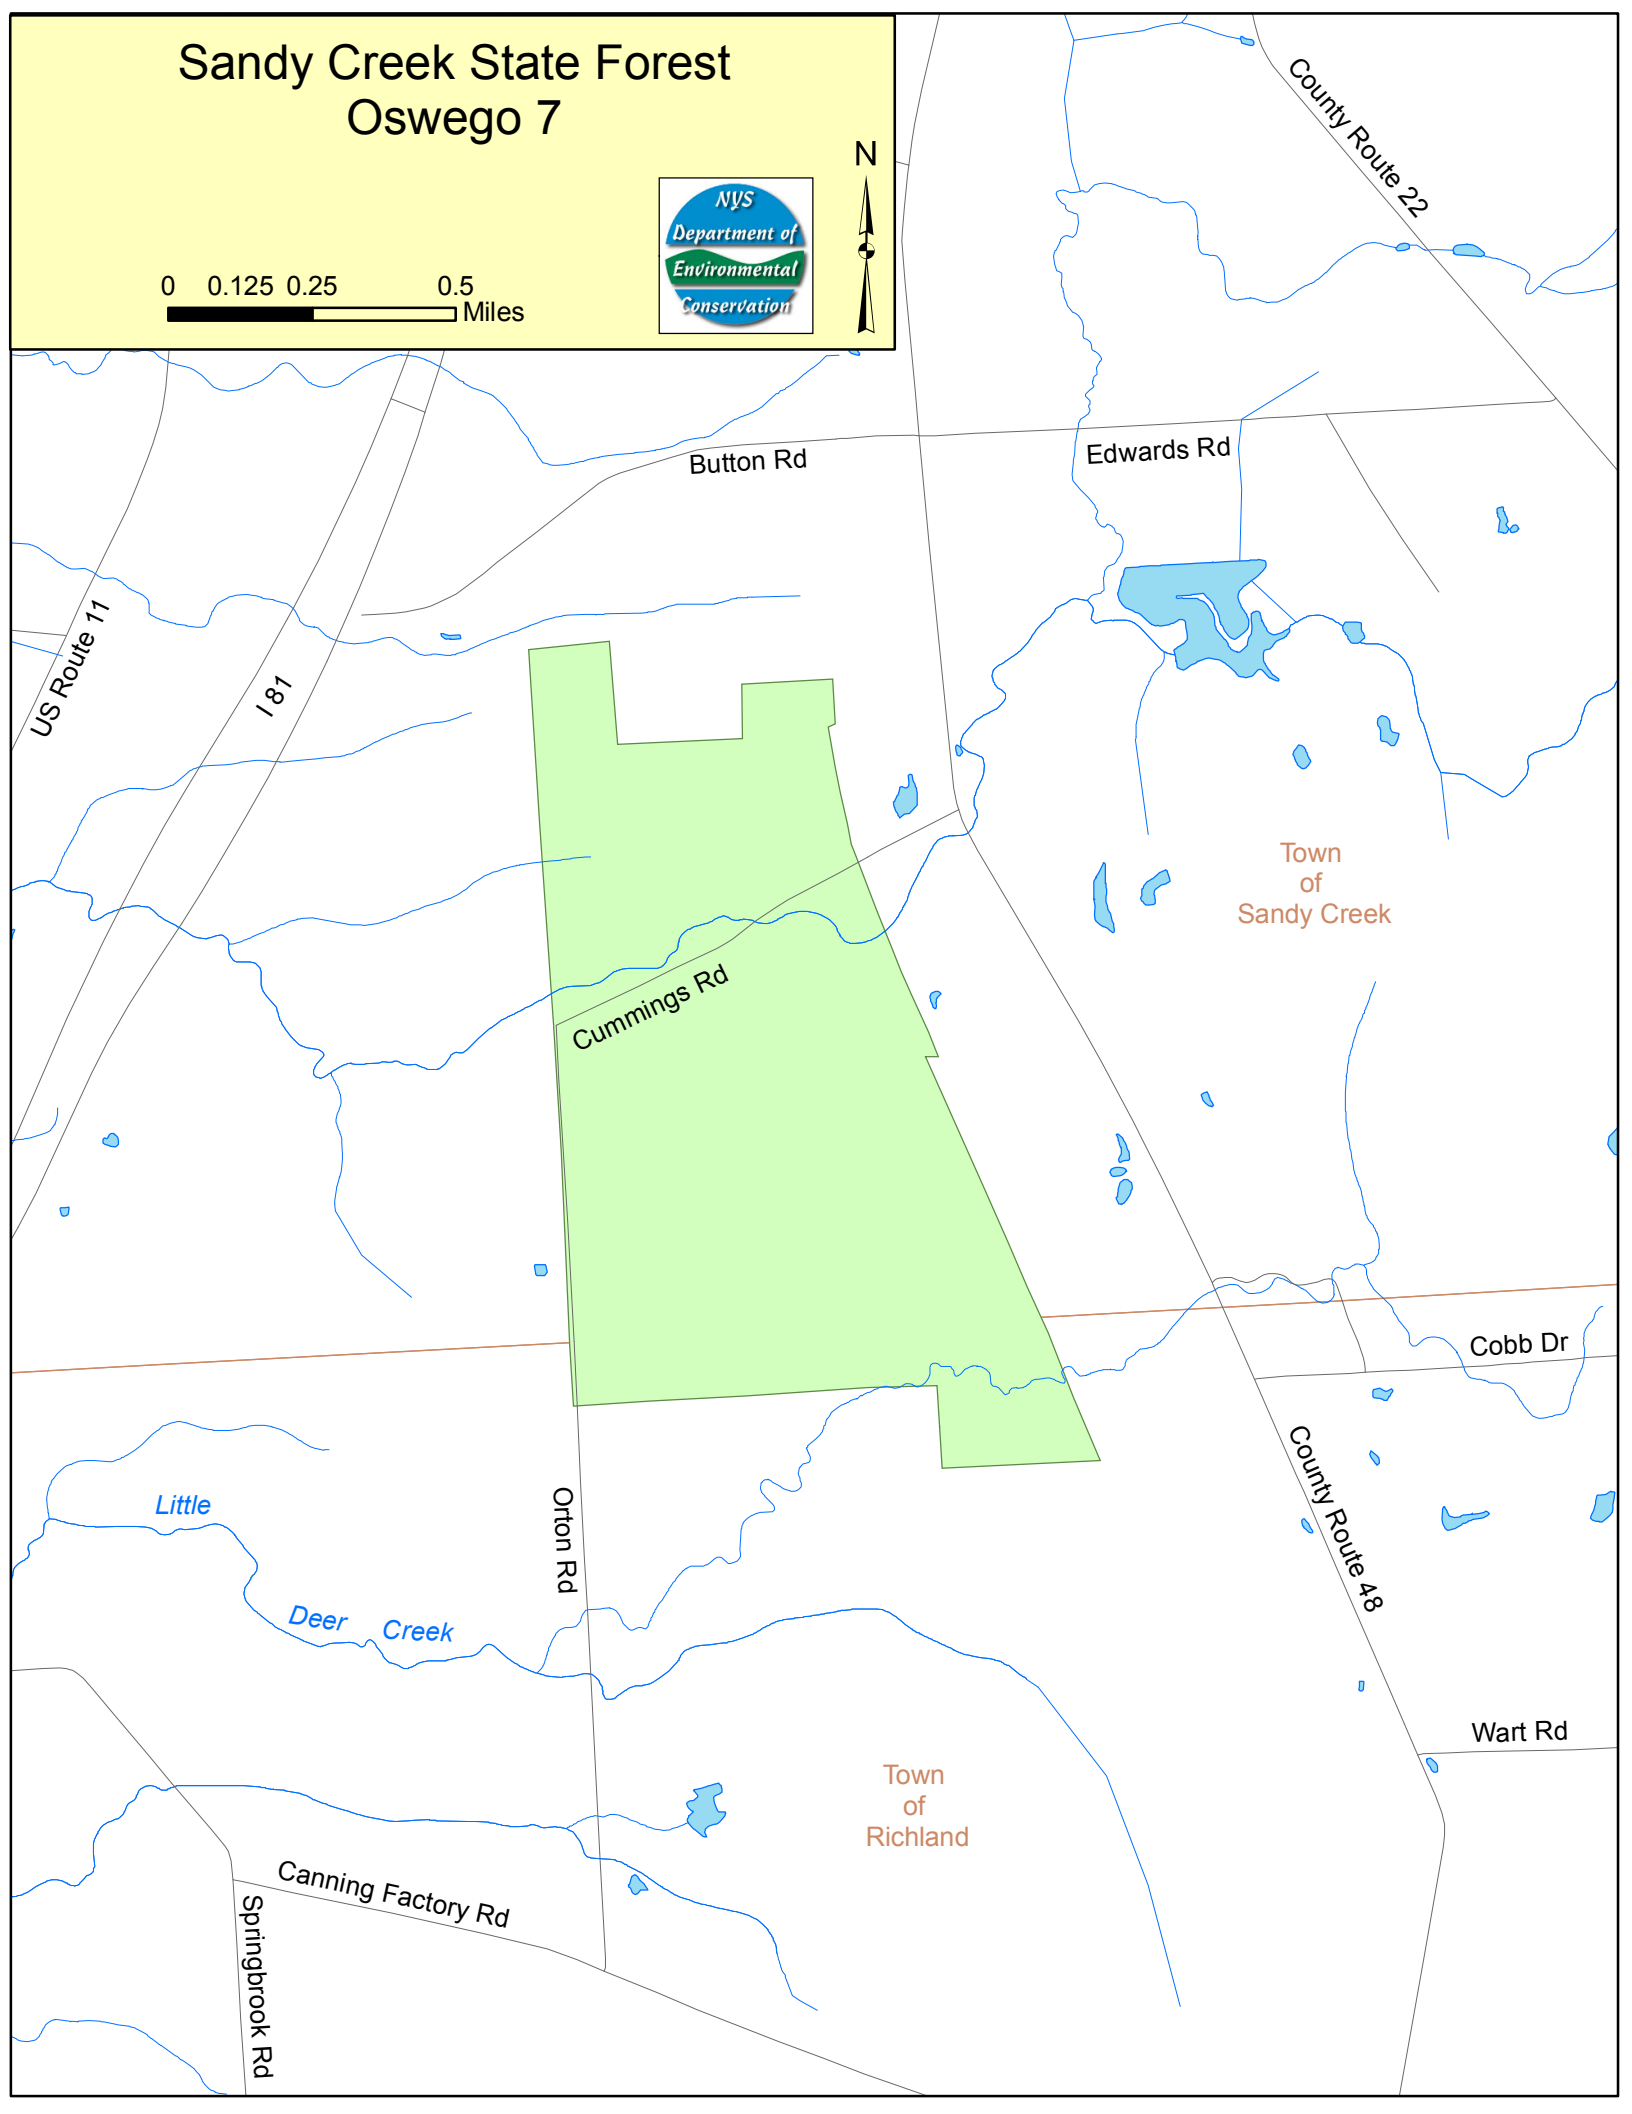 Sandy Creek State Forest
Oswego 7
N
NYS
Department of
Environmental
Conservation
0 0.125 0.25 0.5
Miles
County Route 22
Button Rd
Edwards Rd
US Route 11
I 81
Town
of
Sandy Creek
Cummings Rd
Cobb Dr
County Route 48
Little
Deer Creek
Orton Rd
Wart Rd
Town
of
Richland
Canning Factory Rd
Springbrook Rd